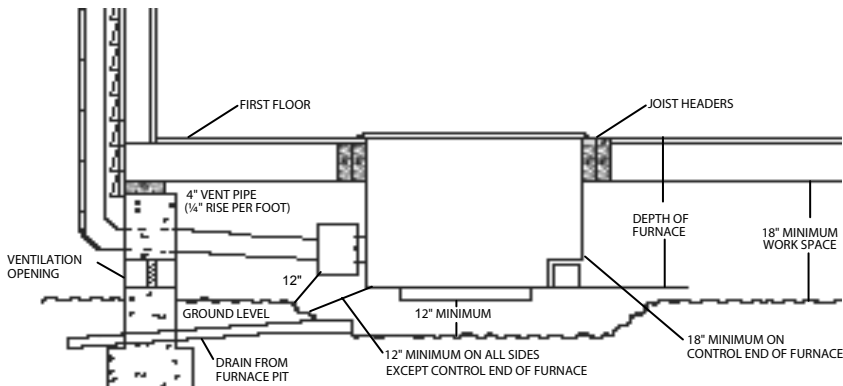 FIRST FLOOR
JOIST HEADERS
4" VENT PIPE
(¼" RISE PER FOOT)
DEPTH OF
FURNACE
18" MINIMUM
WORK SPACE
VENTILATION
OPENING
12"
GROUND LEVEL
12" MINIMUM
12" MINIMUM ON ALL SIDES
EXCEPT CONTROL END OF FURNACE
18" MINIMUM ON
CONTROL END OF FURNACE
DRAIN FROM
FURNACE PIT